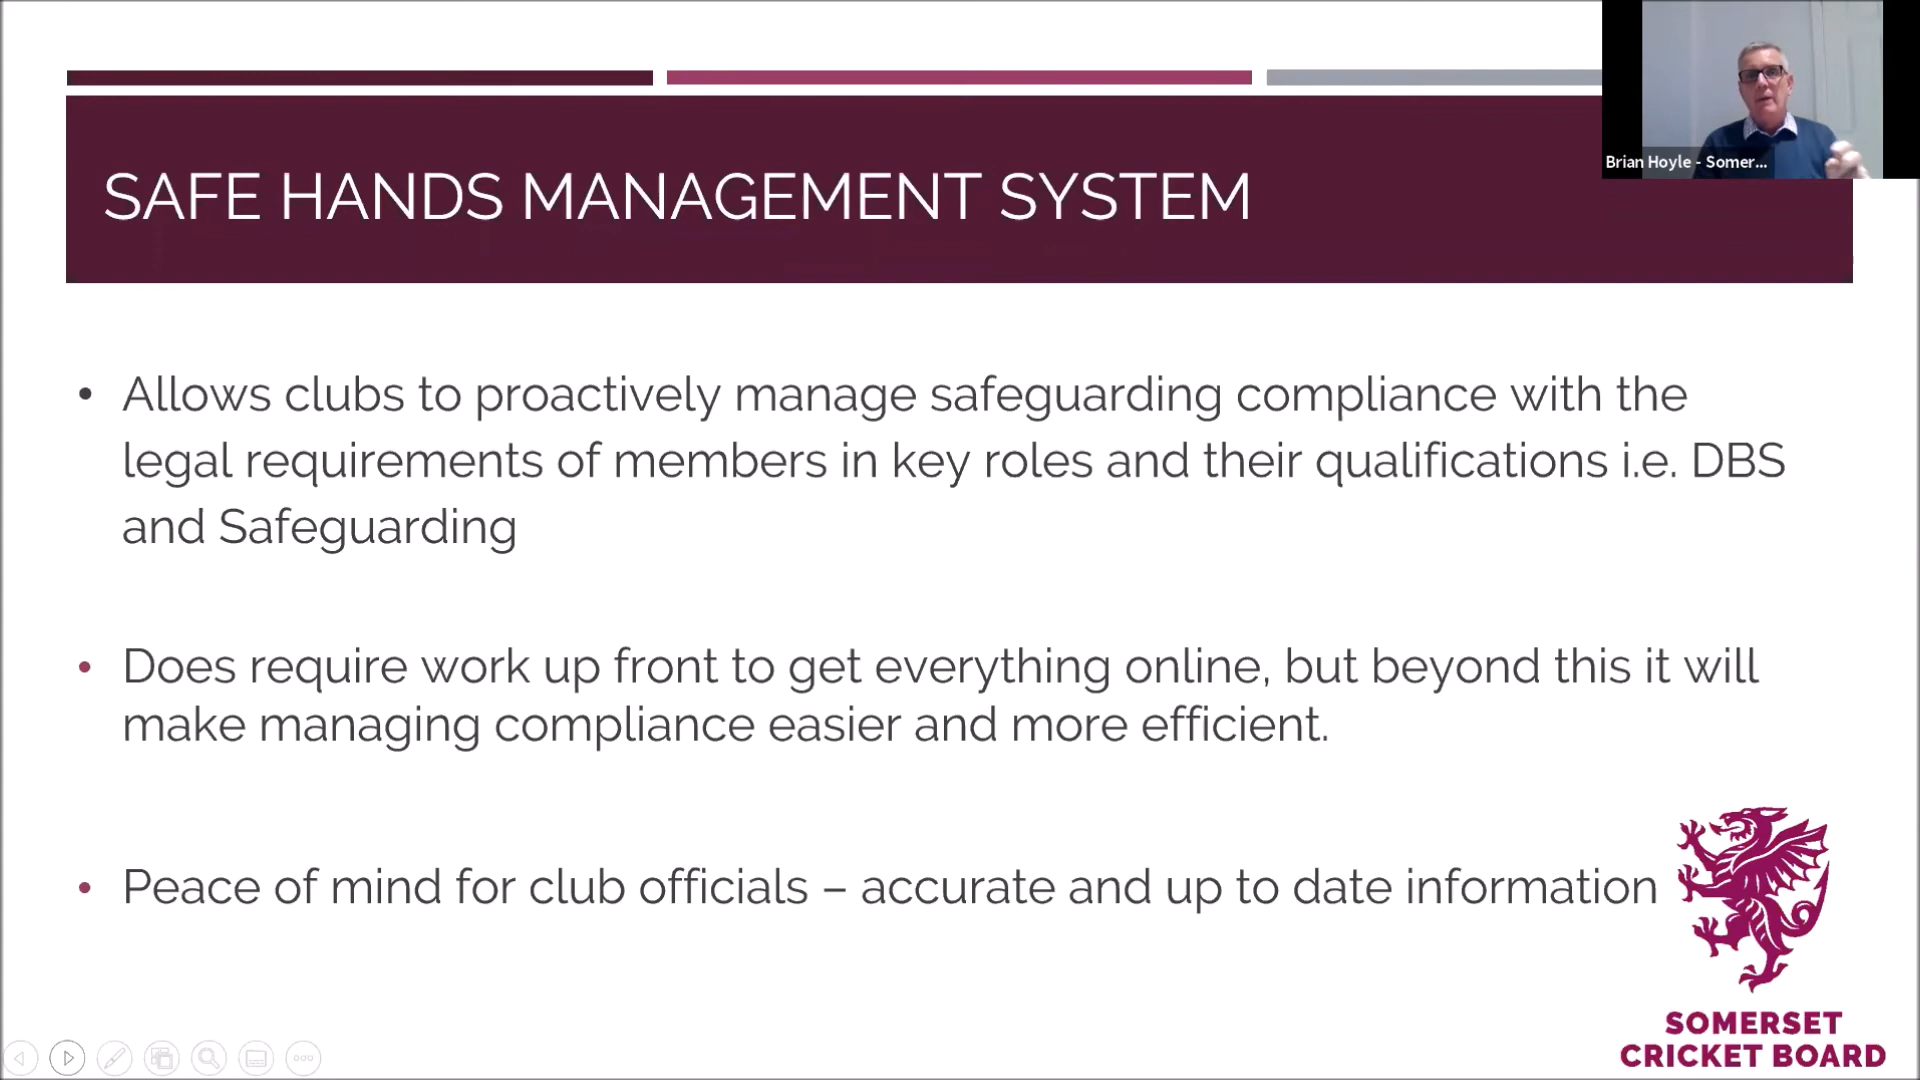 SAFE HANDS MANAGEMENT SYSTEM
Brian Hoyle - Somer...
• Allows clubs to proactively manage safeguarding compliance with the
legal requirements of members in key roles and their qualifications i.e. DBS
and Safeguarding
• Does require work up front to get everything online, but beyond this it will
make managing compliance easier and more efficient.
• Peace of mind for club officials – accurate and up to date information
SOMERSET
CRICKET BOARD